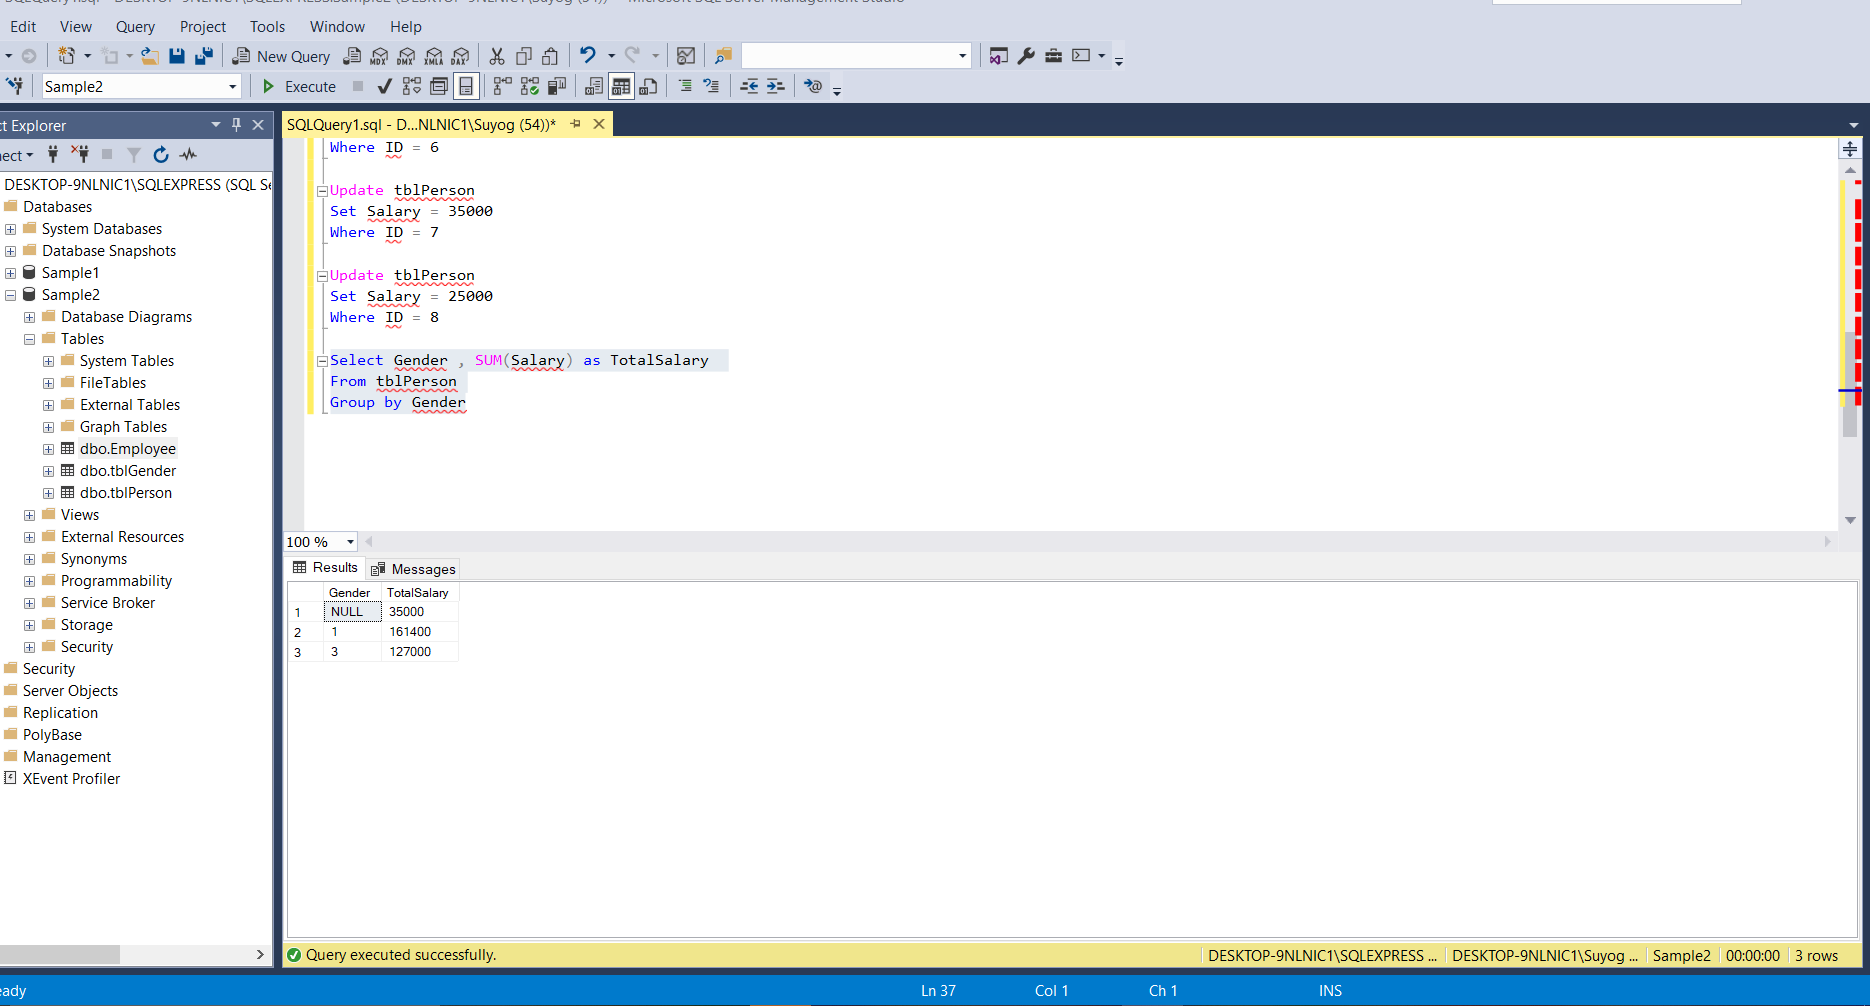 Edit View Query Project Tools Window Help
New Query MDX DMX XMLA DAX
Sample2 Execute
ct Explorer
SQLQuery1.sql - D...NLNIC1\Suyog (54))*
ect
DESKTOP-9NLNIC1\SQLEXPRESS (SQL Se
Databases
System Databases
Database Snapshots
Sample1
Sample2
Database Diagrams
Tables
System Tables
FileTables
External Tables
Graph Tables
dbo.Employee
dbo.tblGender
dbo.tblPerson
Views
External Resources
Synonyms
Programmability
Service Broker
Storage
Security
Security
Server Objects
Replication
PolyBase
Management
XEvent Profiler
Where ID = 6
Update tblPerson
Set Salary = 35000
Where ID = 7
Update tblPerson
Set Salary = 25000
Where ID = 8
Select Gender , SUM(Salary) as TotalSalary
From tblPerson
Group by Gender
100 %
Results Messages
Gender TotalSalary
1 NULL 35000
2 1 161400
3 3 127000
Query executed successfully. DESKTOP-9NLNIC1\SQLEXPRESS ... DESKTOP-9NLNIC1\Suyog ... Sample2 00:00:00 3 rows
eady Ln 37 Col 1 Ch 1 INS